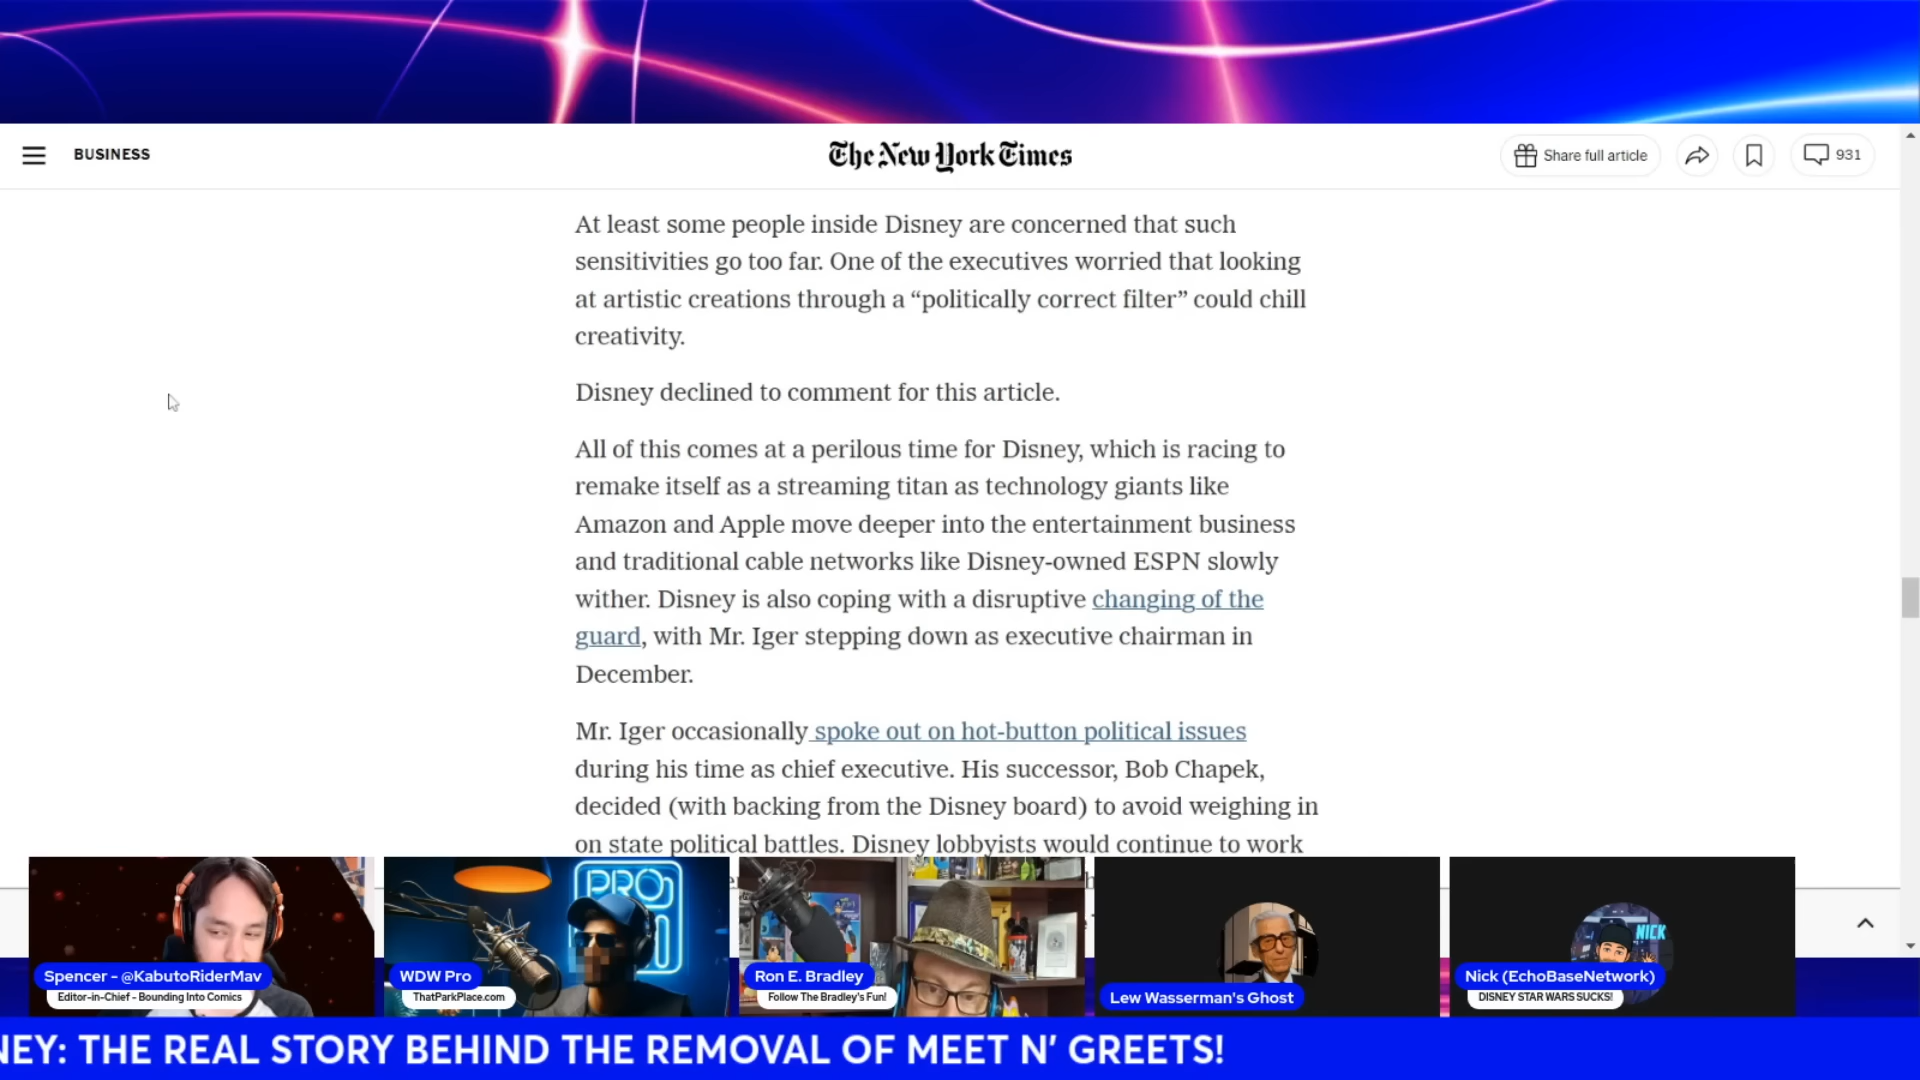 BUSINESS
The New York Times
Share full article
931
At least some people inside Disney are concerned that such
sensitivities go too far. One of the executives worried that looking
at artistic creations through a “politically correct filter” could chill
creativity.
Disney declined to comment for this article.
All of this comes at a perilous time for Disney, which is racing to
remake itself as a streaming titan as technology giants like
Amazon and Apple move deeper into the entertainment business
and traditional cable networks like Disney-owned ESPN slowly
wither. Disney is also coping with a disruptive changing of the
guard, with Mr. Iger stepping down as executive chairman in
December.
Mr. Iger occasionally spoke out on hot-button political issues
during his time as chief executive. His successor, Bob Chapek,
decided (with backing from the Disney board) to avoid weighing in
on state political battles. Disney lobbyists would continue to work
PRO
NICK
Spencer - @KabutoRiderMav
Editor-in-Chief - Bounding Into Comics
WDW Pro
ThatParkPlace.com
Ron E. Bradley
Follow The Bradley's Fun!
Lew Wasserman's Ghost
Nick (EchoBaseNetwork)
DISNEY STAR WARS SUCKS!
NEY: THE REAL STORY BEHIND THE REMOVAL OF MEET N' GREETS!